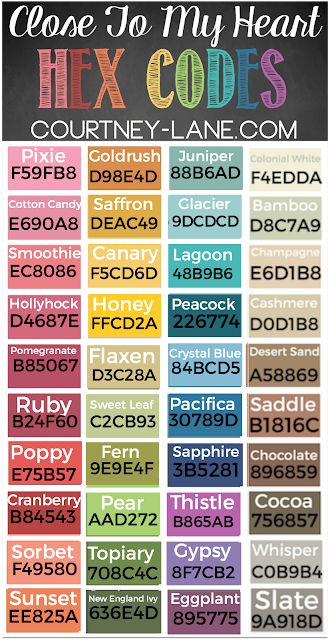 Close To My Heart
HEX CODES
COURTNEY-LANE.COM
Pixie
F59FB8
Goldrush
D98E4D
Juniper
88B6AD
Colonial White
F4EDDA
Cotton Candy
E690A8
Saffron
DEAC49
Glacier
9DCDCD
Bamboo
D8C7A9
Smoothie
EC8086
Canary
F5CD6D
Lagoon
48B9B6
Champagne
E6D1B8
Hollyhock
D4687E
Honey
FFCD2A
Peacock
226774
Cashmere
D0D1B8
Pomegranate
B85067
Flaxen
D3C28A
Crystal Blue
84BCD5
Desert Sand
A58869
Ruby
B24F60
Sweet Leaf
C2CB93
Pacifica
30789D
Saddle
B1816C
Poppy
E75B57
Fern
9E9E4F
Sapphire
3B5281
Chocolate
896859
Cranberry
B84543
Pear
AAD272
Thistle
B865AB
Cocoa
756857
Sorbet
F49580
Topiary
708C4C
Gypsy
8F7CB2
Whisper
C0B9B4
Sunset
EE825A
New England Ivy
636E4D
Eggplant
895775
Slate
9A918D